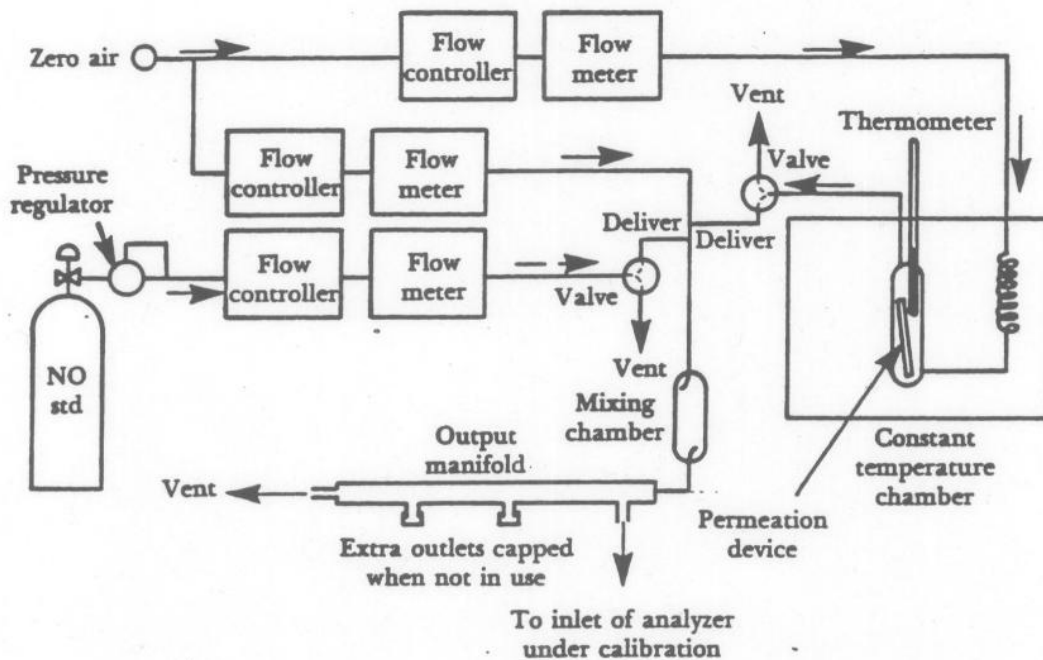 Zero air
Flow
controller
Flow
meter
Vent
Thermometer
Pressure
regulator
Flow
controller
Flow
meter
Valve
Deliver
Deliver
Flow
controller
Flow
meter
Valve
Vent
NO
std
Mixing
chamber
Output
manifold
Vent
Constant
temperature
chamber
Permeation
device
Extra outlets capped
when not in use
To inlet of analyzer
under calibration